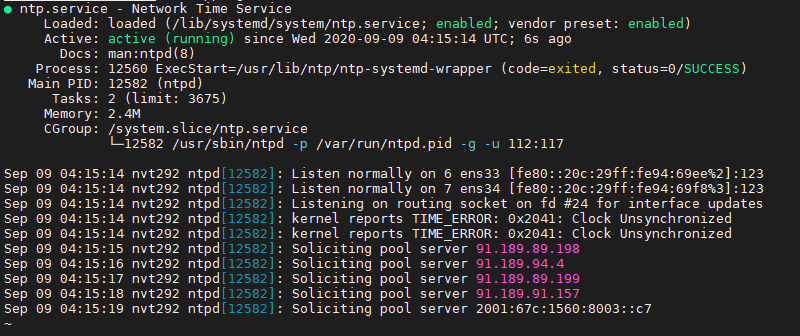 ● ntp.service - Network Time Service
Loaded: loaded (/lib/systemd/system/ntp.service; enabled; vendor preset: enabled)
Active: active (running) since Wed 2020-09-09 04:15:14 UTC; 6s ago
Docs: man:ntpd(8)
Process: 12560 ExecStart=/usr/lib/ntp/ntp-systemd-wrapper (code=exited, status=0/SUCCESS)
Main PID: 12582 (ntpd)
Tasks: 2 (limit: 3675)
Memory: 2.4M
CGroup: /system.slice/ntp.service
└─12582 /usr/sbin/ntpd -p /var/run/ntpd.pid -g -u 112:117
Sep 09 04:15:14 nvt292 ntpd[12582]: Listen normally on 6 ens33 [fe80::20c:29ff:fe94:69ee%2]:123
Sep 09 04:15:14 nvt292 ntpd[12582]: Listen normally on 7 ens34 [fe80::20c:29ff:fe94:69f8%3]:123
Sep 09 04:15:14 nvt292 ntpd[12582]: Listening on routing socket on fd #24 for interface updates
Sep 09 04:15:14 nvt292 ntpd[12582]: kernel reports TIME_ERROR: 0x2041: Clock Unsynchronized
Sep 09 04:15:14 nvt292 ntpd[12582]: kernel reports TIME_ERROR: 0x2041: Clock Unsynchronized
Sep 09 04:15:15 nvt292 ntpd[12582]: Soliciting pool server 91.189.89.198
Sep 09 04:15:16 nvt292 ntpd[12582]: Soliciting pool server 91.189.94.4
Sep 09 04:15:17 nvt292 ntpd[12582]: Soliciting pool server 91.189.89.199
Sep 09 04:15:18 nvt292 ntpd[12582]: Soliciting pool server 91.189.91.157
Sep 09 04:15:19 nvt292 ntpd[12582]: Soliciting pool server 2001:67c:1560:8003::c7
~